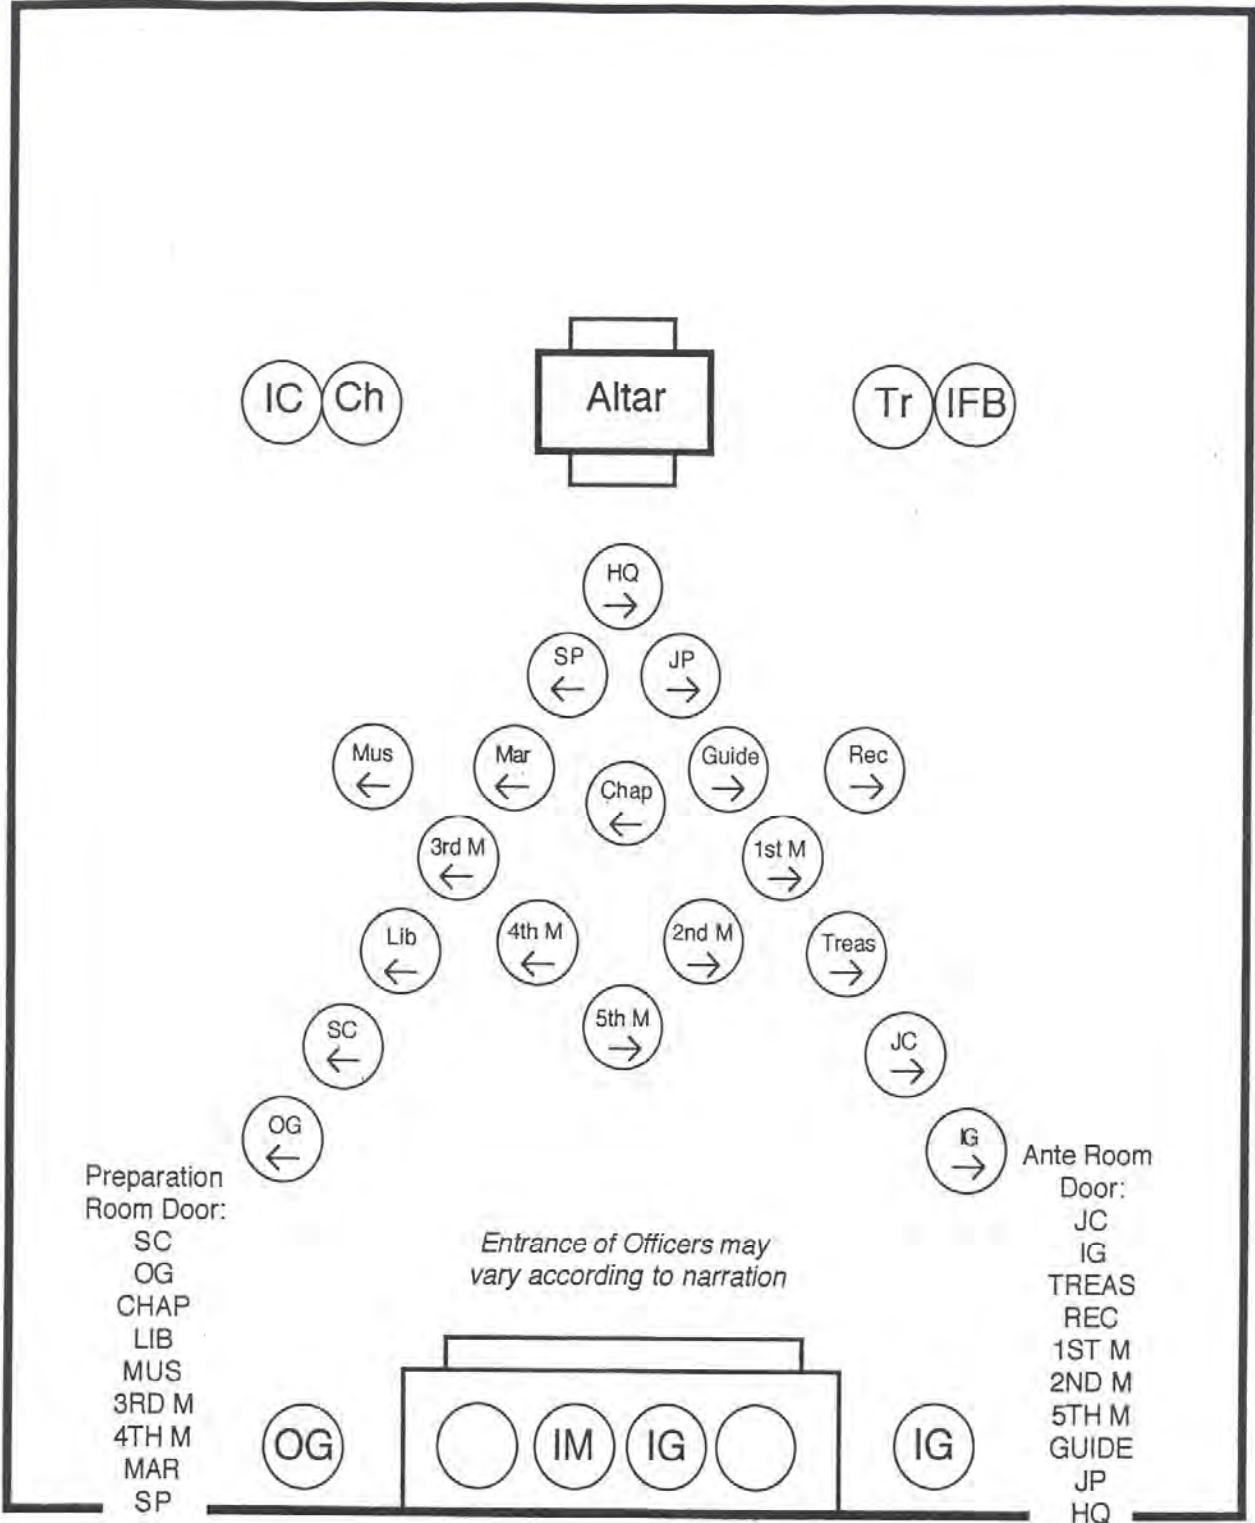 IC Ch Altar Tr IFB
HQ
SP JP
Mus Mar Guide Rec
Chap
3rd M 1st M
Lib 4th M 2nd M Treas
5th M
SC JC
OG IG
Preparation
Room Door:
SC
OG
CHAP
LIB
MUS
3RD M
4TH M
MAR
SP
Entrance of Officers may
vary according to narration
Ante Room
Door:
JC
IG
TREAS
REC
1ST M
2ND M
5TH M
GUIDE
JP
HQ
OG IM IG IG